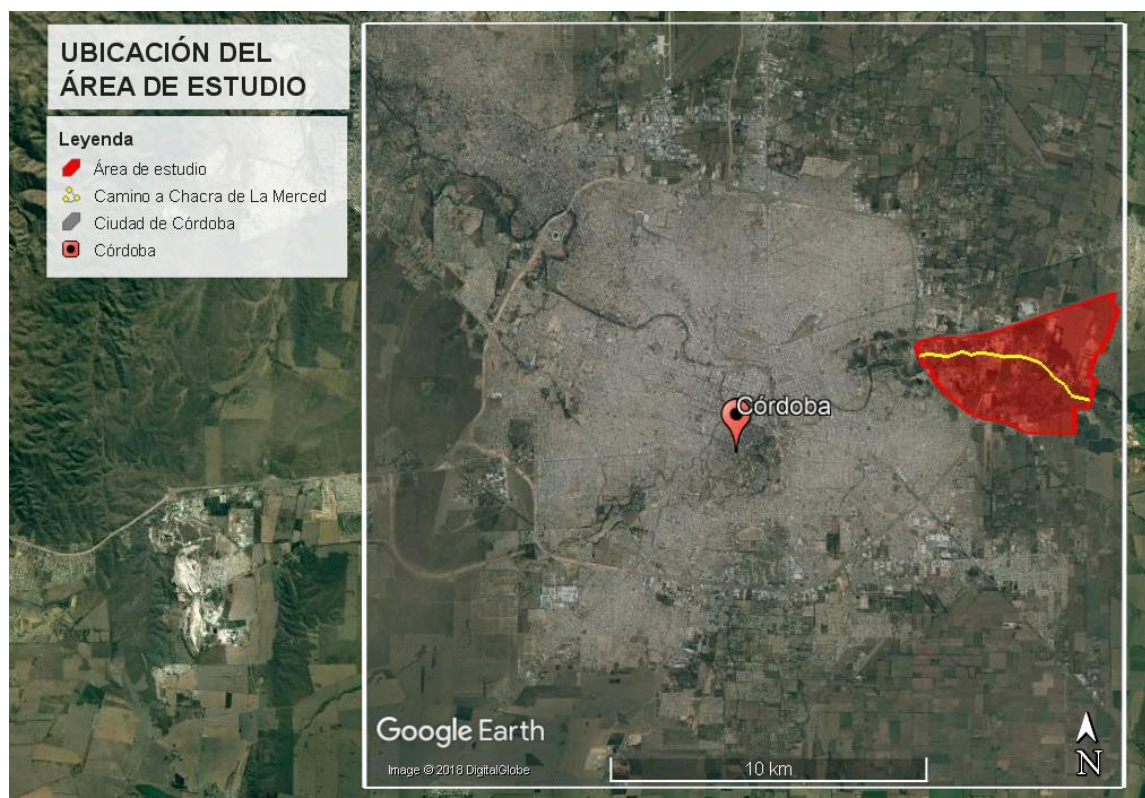 UBICACIÓN DEL
ÁREA DE ESTUDIO
Leyenda
Área de estudio
Camino a Chacra de La Merced
Ciudad de Córdoba
Córdoba
Córdoba
Google Earth
Image © 2018 DigitalGlobe
10 km
N